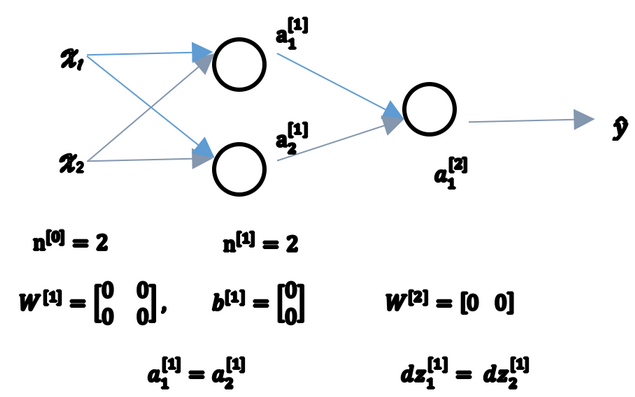 x₁ a₁^[1]
x₂ a₂^[1]
ŷ
a₁^[2]
n^[0] = 2 n^[1] = 2
W^[1] = [0 0; 0 0], b^[1] = [0; 0] W^[2] = [0 0]
a₁^[1] = a₂^[1] dz₁^[1] = dz₂^[1]